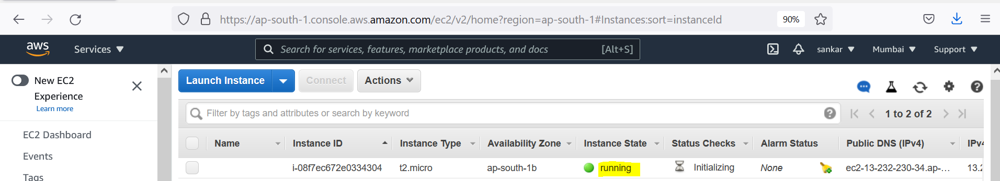 https://ap-south-1.console.aws.amazon.com/ec2/v2/home?region=ap-south-1#Instances:sort=instanceId 90%
aws Services Search for services, features, marketplace products, and docs [Alt+S] sankar Mumbai Support
New EC2 Experience
Learn more
EC2 Dashboard
Events
Tags
Launch Instance Connect Actions
Filter by tags and attributes or search by keyword 1 to 2 of 2
Name Instance ID Instance Type Availability Zone Instance State Status Checks Alarm Status Public DNS (IPv4) IPv4
i-08f7ec672e0334304 t2.micro ap-south-1b running Initializing None ec2-13-232-230-34.ap-... 13.2